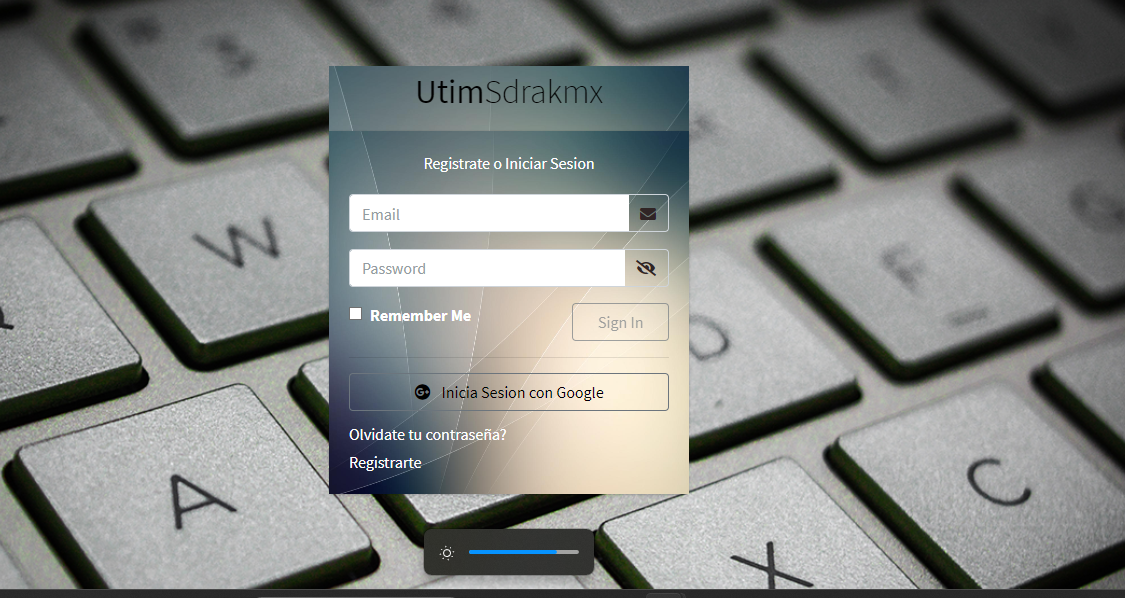 UtimSdrakmx
Registrate o Iniciar Sesion
Email
Password
Remember Me
Sign In
Inicia Sesion con Google
Olvidate tu contraseña?
Registrarte
W
A
D
F
C
X